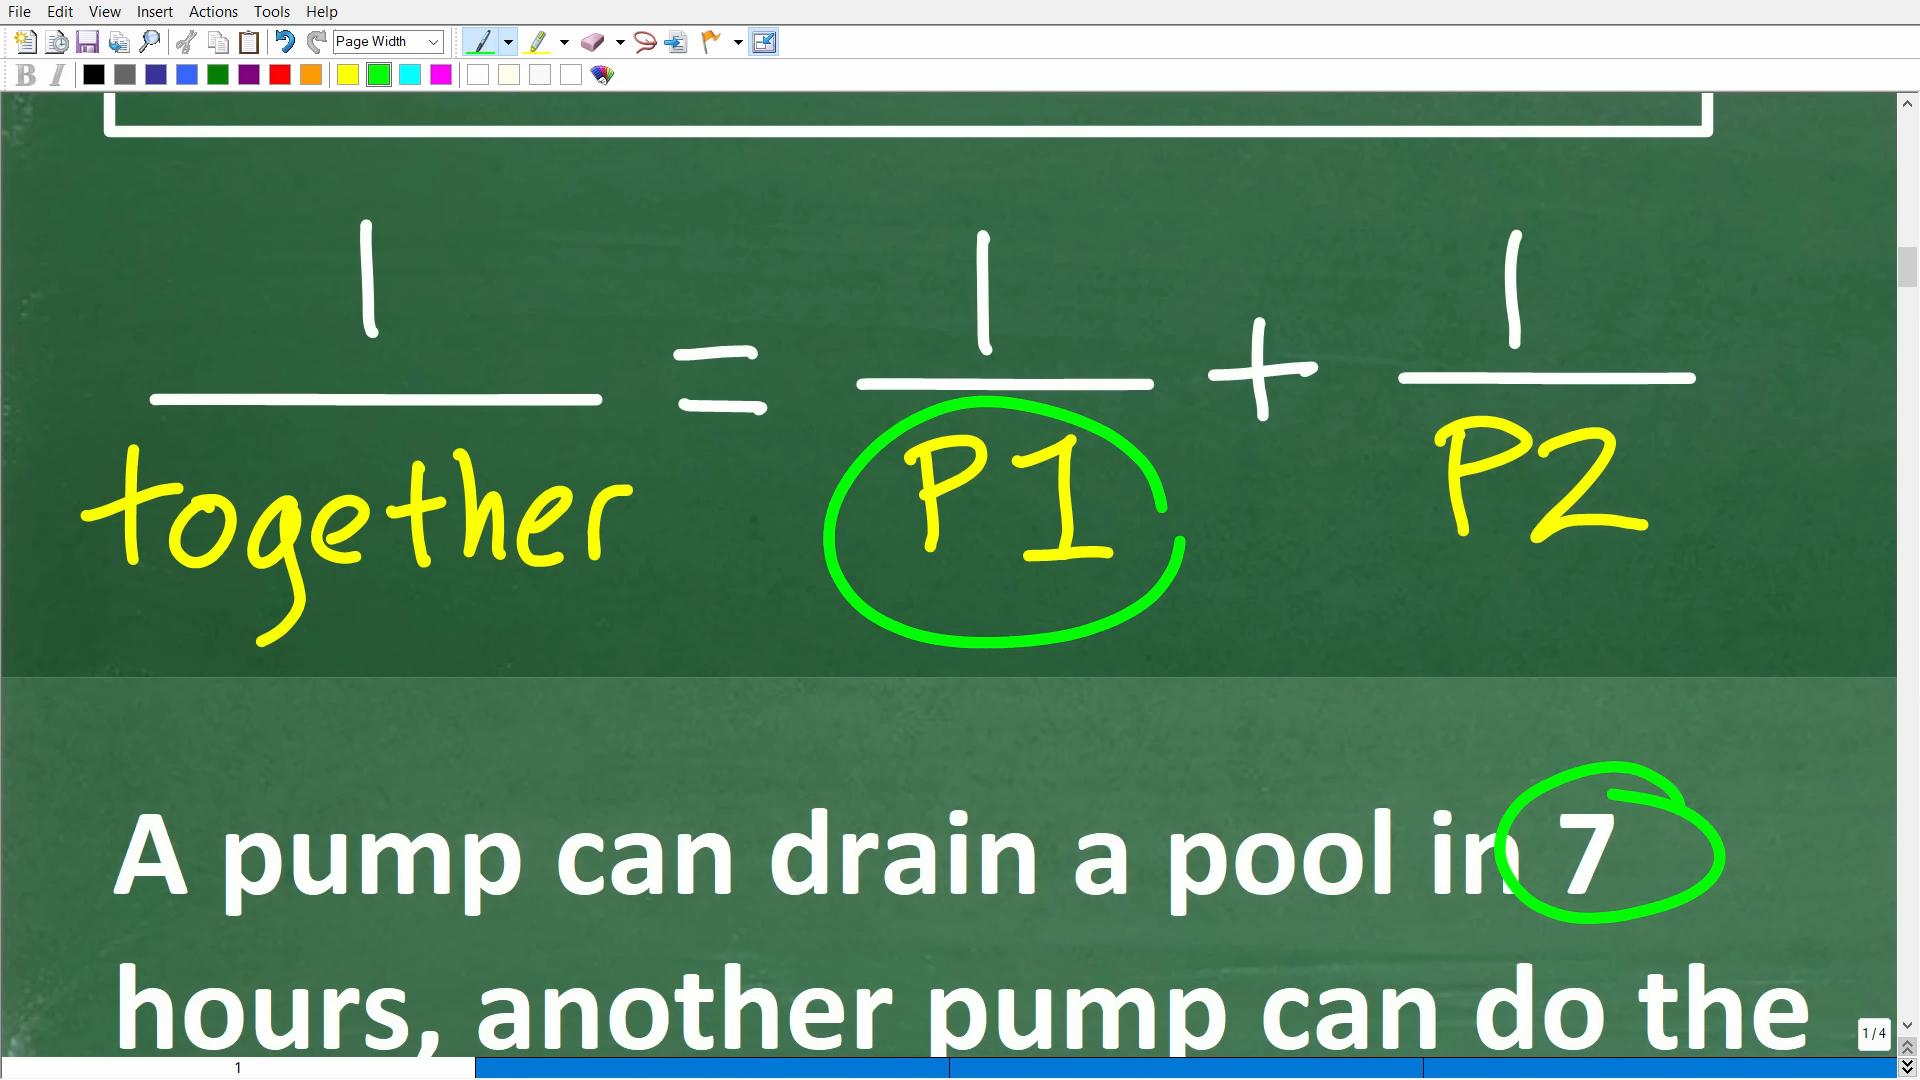 File Edit View Insert Actions Tools Help
Page Width
B I
1 = 1 + 1
together P1 P2
A pump can drain a pool in 7
hours, another pump can do the
1 / 4
1